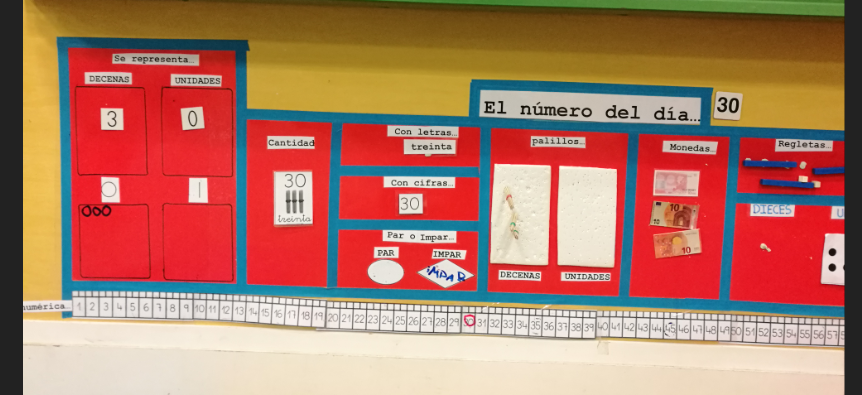 Se representa…
DECENAS
UNIDADES
3
0
0
1
000
El número del día…
30
Cantidad
30
treinta
Con letras…
treinta
Con cifras…
30
Par o Impar…
PAR
IMPAR
iMPAR
palillos…
DECENAS
UNIDADES
Monedas…
10
10
Regletas…
DIECES
U
numérica
1 2 3 4 5 6 7 8 9 10 11 12 13 14 15 16 17 18 19 20 21 22 23 24 25 26 27 28 29 30 31 32 33 34 35 36 37 38 39 40 41 42 43 44 45 46 47 48 49 50 51 52 53 54 55 56 57